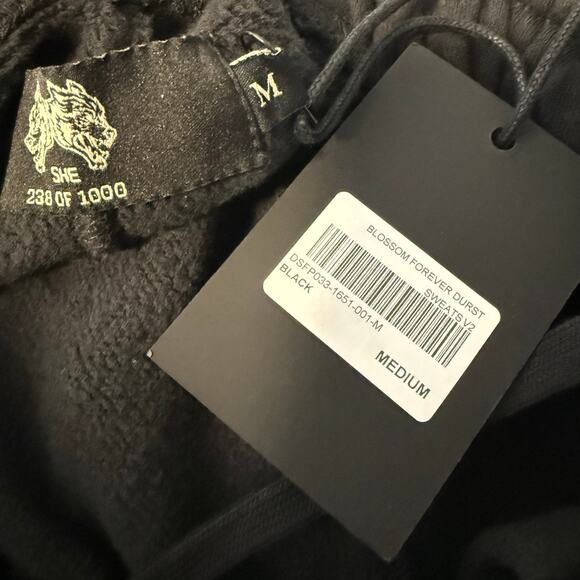 SHE
238 OF 1000
M
BLOSSOM FOREVER DURST
SWEATS V2
DSFP033-1651-001-M
BLACK
MEDIUM